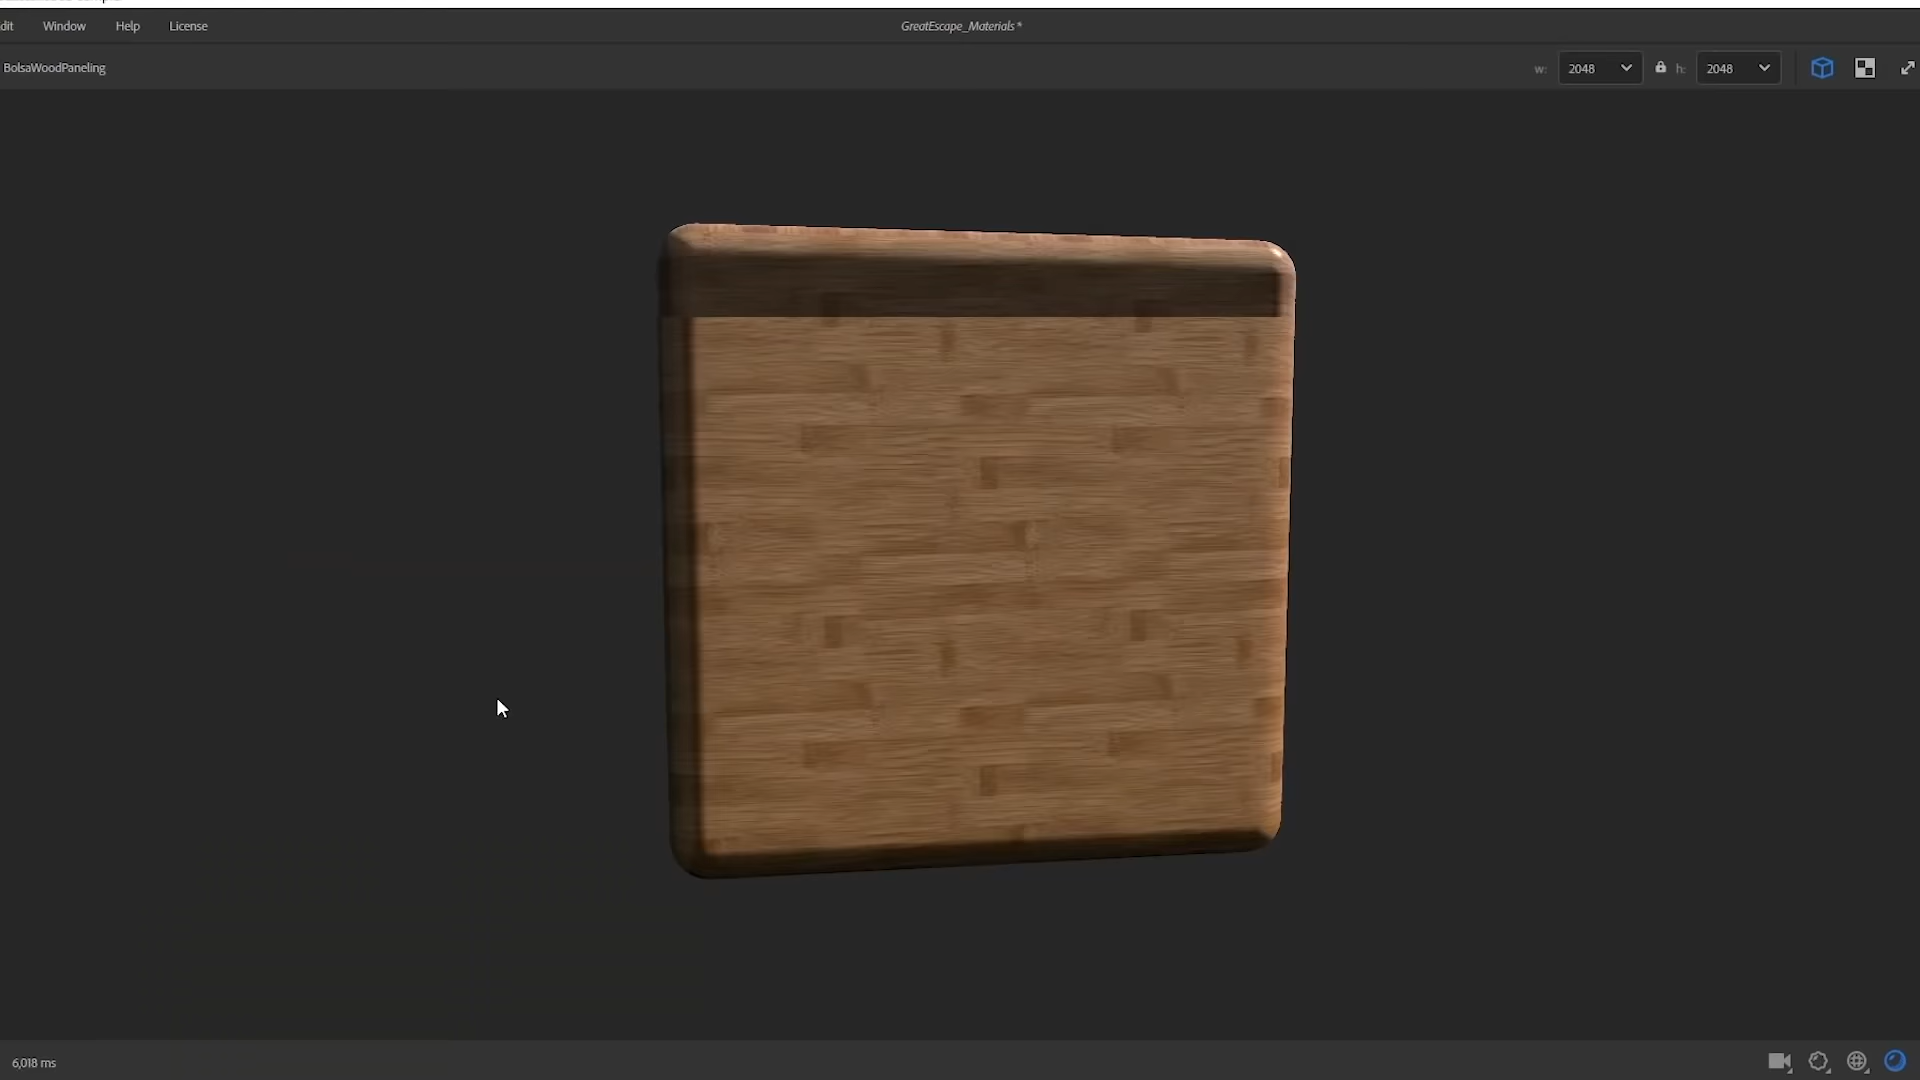 dit Window Help License GreatEscape_Materials*
BolsaWoodPaneling w: 2048 h: 2048
6,018 ms